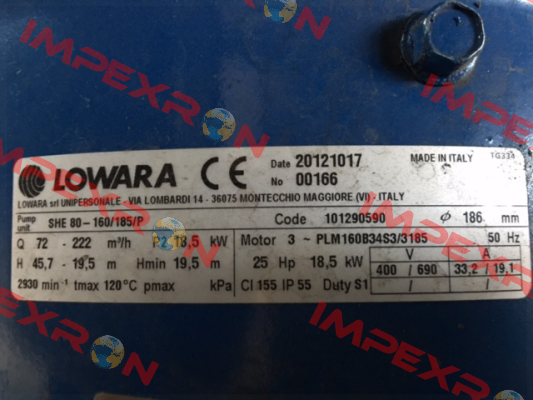 LOWARA CE Date 20121017 MADE IN ITALY TG334
No 00166
LOWARA srl UNIPERSONALE - VIA LOMBARDI 14 - 36075 MONTECCHIO MAGGIORE (VI) ITALY
Pump unit SHE 80-160/185/P Code 101290590 ϕ 186 mm
Q 72 - 222 m³/h P2 18,5 kW Motor 3 ~ PLM160B34S3/3185 50 Hz
H 45,7 - 19,5 m Hmin 19,5 m 25 Hp 18,5 kW V A
400 / 690 33,2 / 19,1
2930 min⁻¹ tmax 120°C pmax kPa Cl 155 IP 55 Duty S1 / /
IMPEXRON
IMPEXRON
IMPEXRON
IMPEXRON